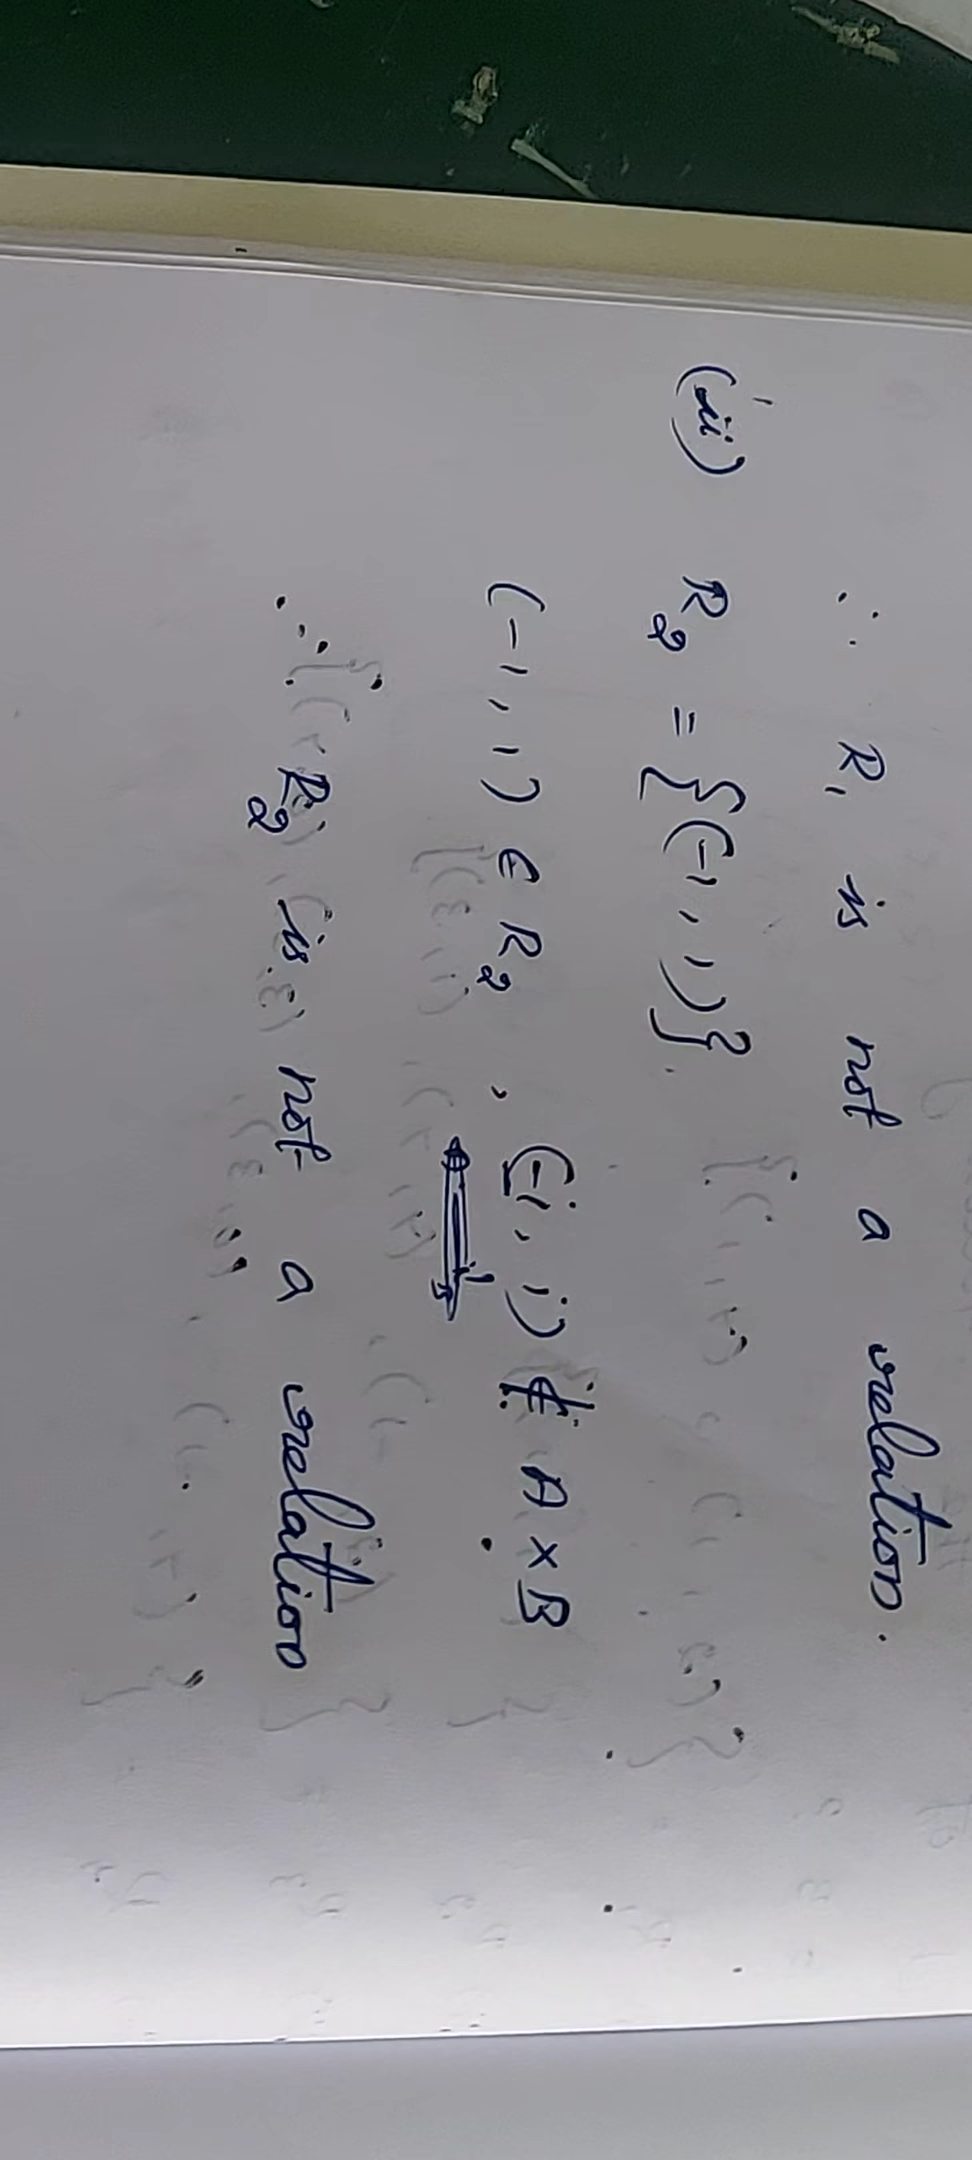 ∴ R₁ is not a relation.
(ii) R₂ = {(-1, 1)}
(-1, 1) ∈ R₂, (-1, 1) ∉ A × B
∴ R₂ is not a relation